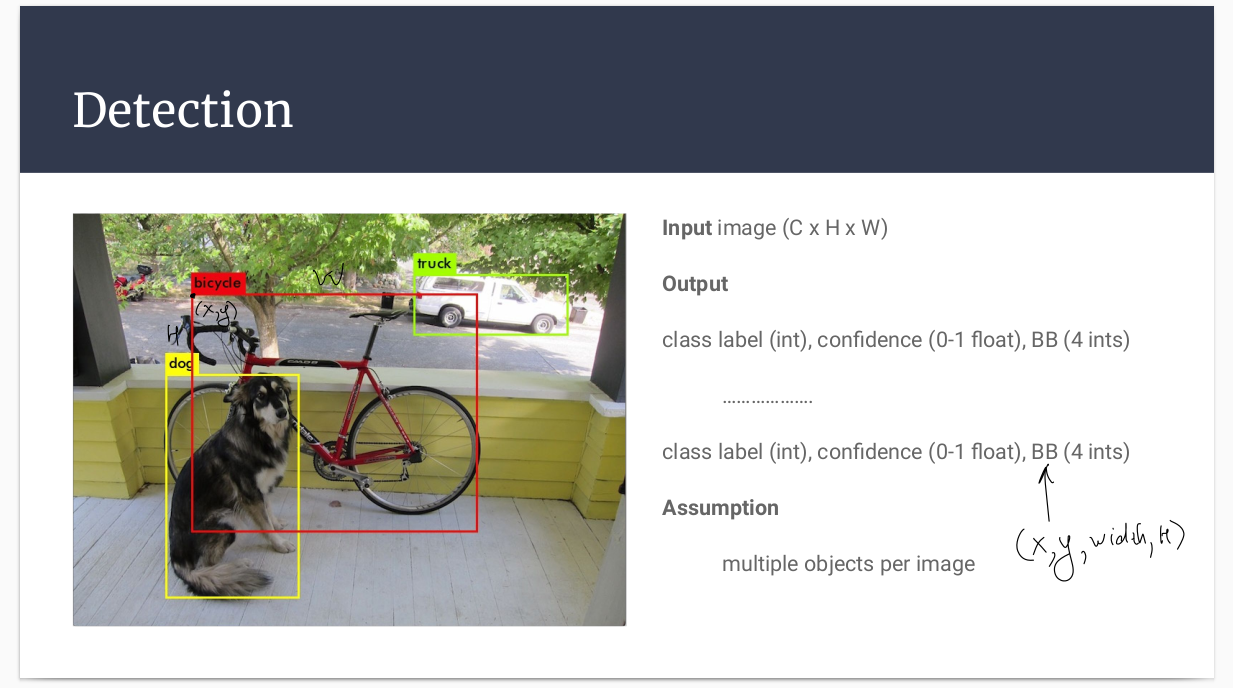 Detection
truck
bicycle
W
(x,y)
H
dog
Input image (C x H x W)
Output
class label (int), confidence (0-1 float), BB (4 ints)
...................
class label (int), confidence (0-1 float), BB (4 ints)
Assumption
(x,y,width,H)
multiple objects per image